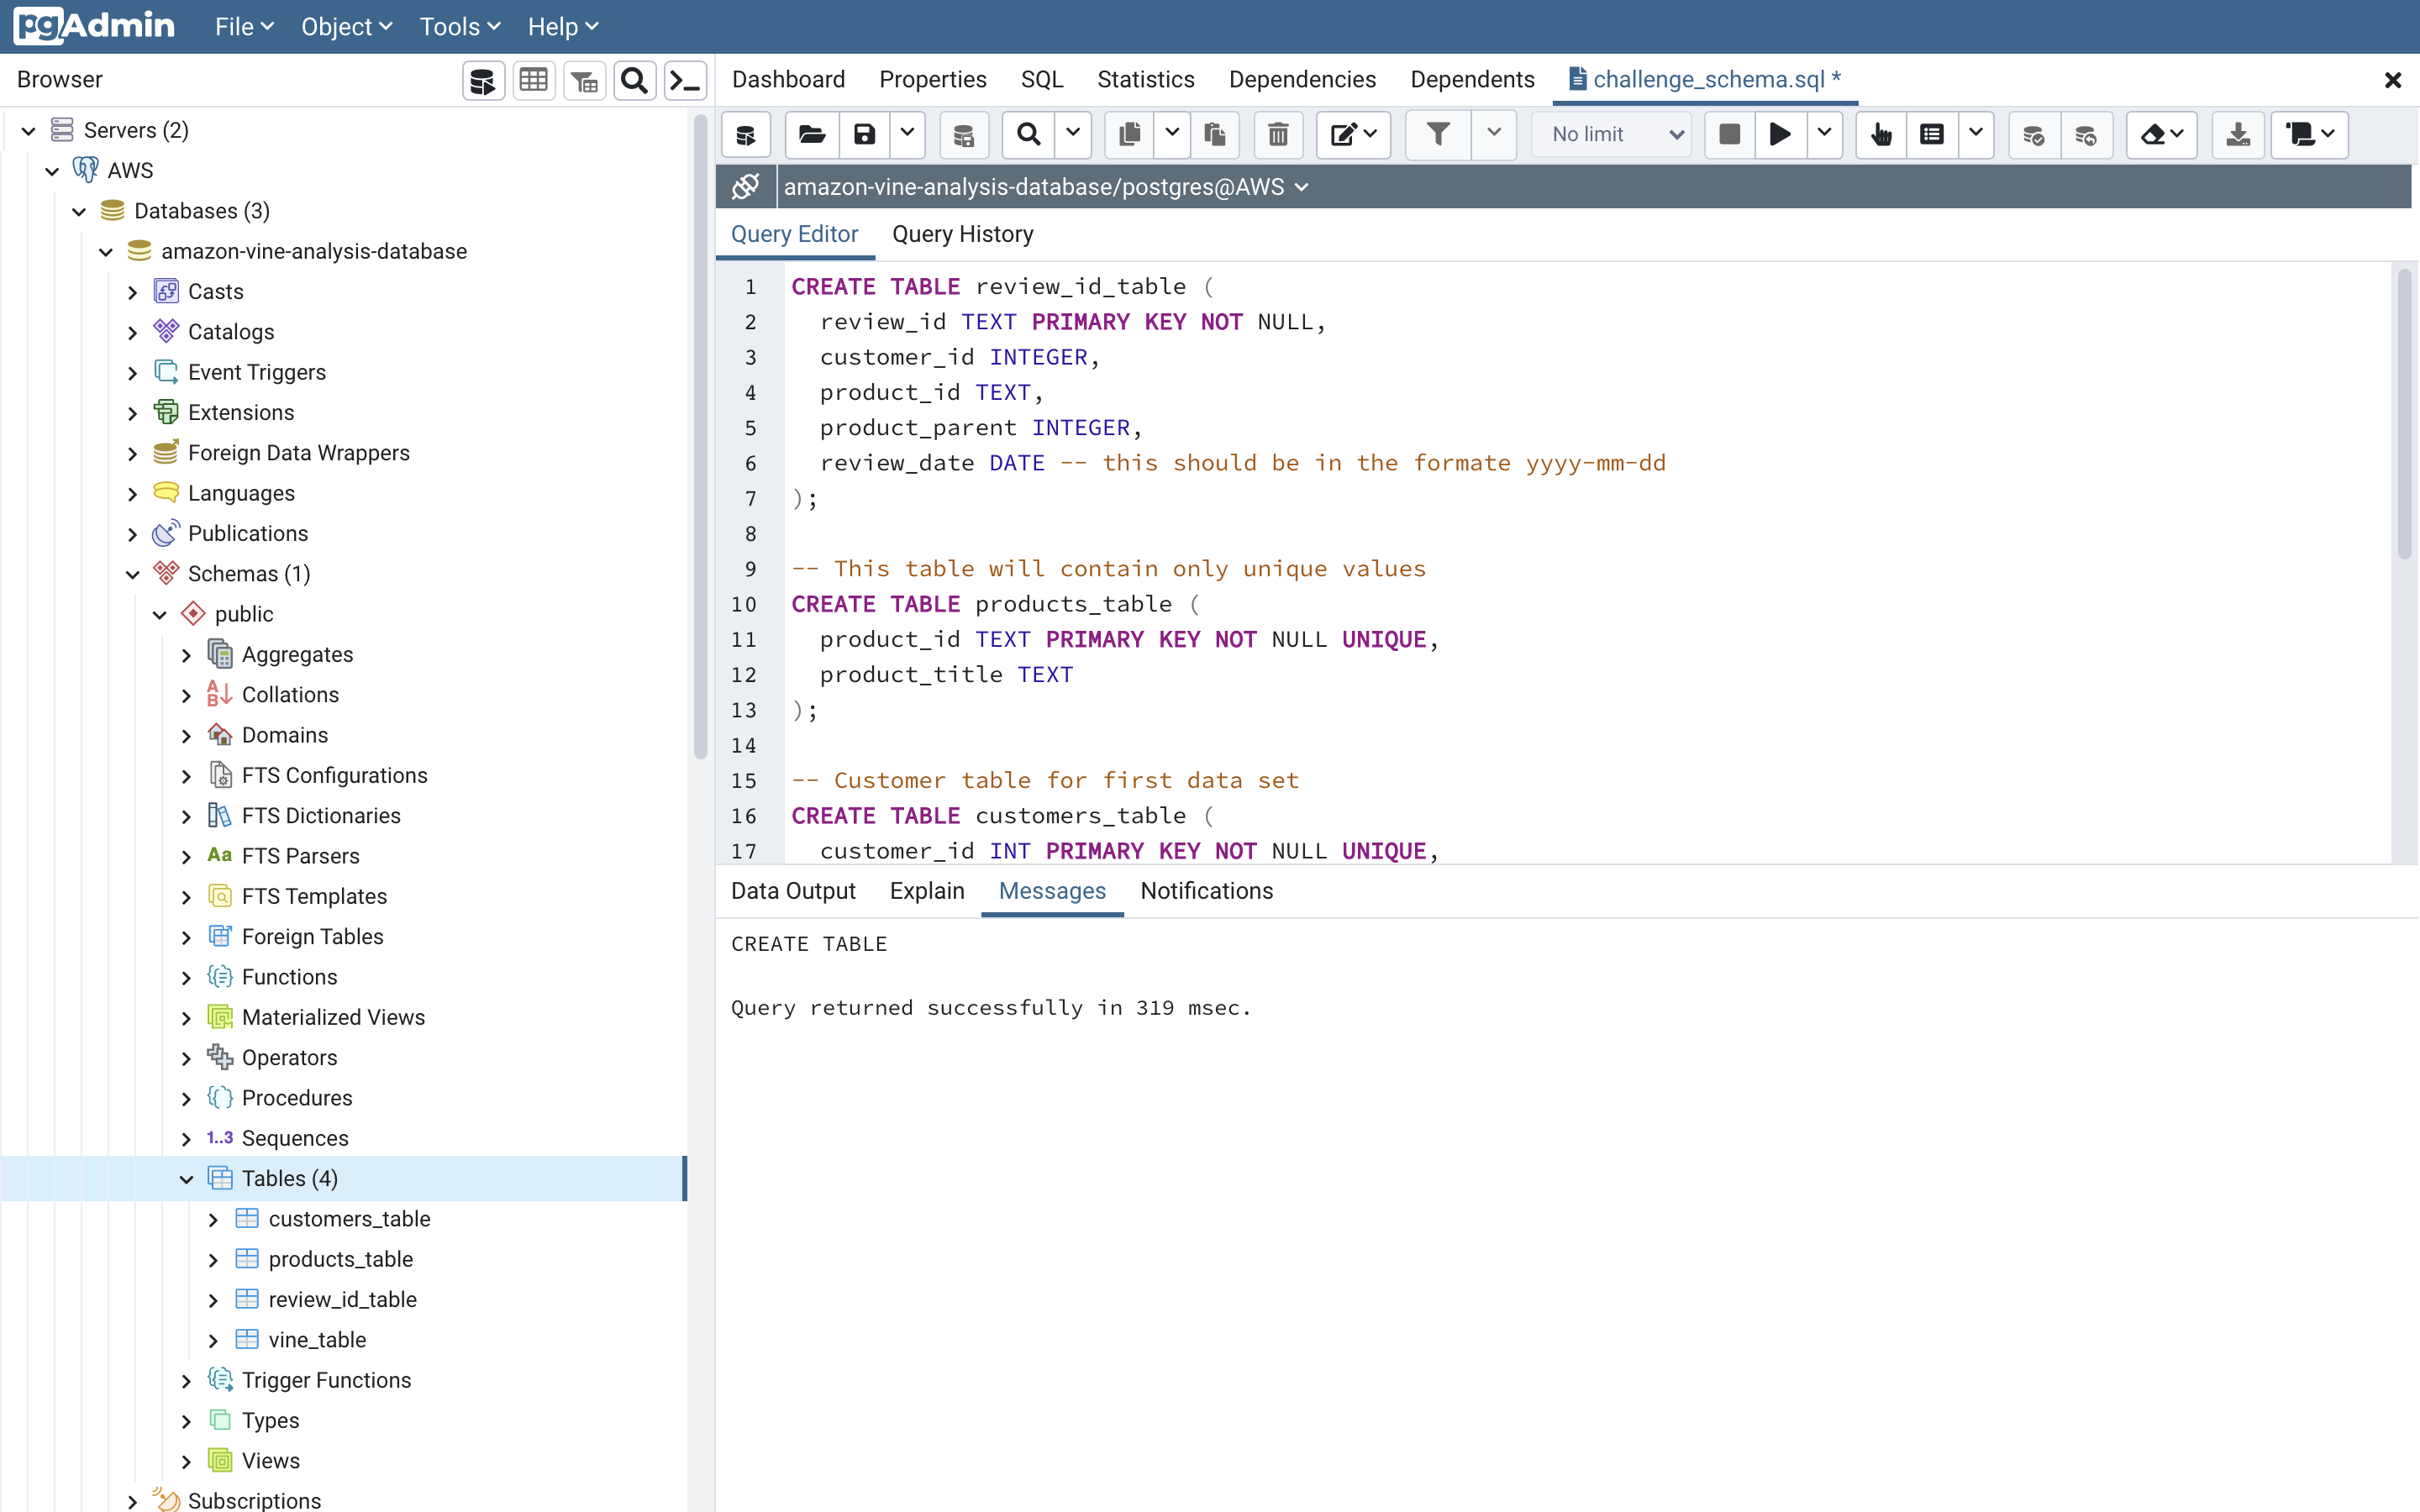 pgAdmin File Object Tools Help
Browser
Dashboard Properties SQL Statistics Dependencies Dependents challenge_schema.sql *
Servers (2)
AWS
Databases (3)
amazon-vine-analysis-database
Casts
Catalogs
Event Triggers
Extensions
Foreign Data Wrappers
Languages
Publications
Schemas (1)
public
Aggregates
Collations
Domains
FTS Configurations
FTS Dictionaries
Aa FTS Parsers
FTS Templates
Foreign Tables
Functions
Materialized Views
Operators
Procedures
1..3 Sequences
Tables (4)
customers_table
products_table
review_id_table
vine_table
Trigger Functions
Types
Views
Subscriptions
No limit
amazon-vine-analysis-database/postgres@AWS
Query Editor Query History
1 CREATE TABLE review_id_table (
2 review_id TEXT PRIMARY KEY NOT NULL,
3 customer_id INTEGER,
4 product_id TEXT,
5 product_parent INTEGER,
6 review_date DATE -- this should be in the formate yyyy-mm-dd
7 );
8
9 -- This table will contain only unique values
10 CREATE TABLE products_table (
11 product_id TEXT PRIMARY KEY NOT NULL UNIQUE,
12 product_title TEXT
13 );
14
15 -- Customer table for first data set
16 CREATE TABLE customers_table (
17 customer_id INT PRIMARY KEY NOT NULL UNIQUE,
Data Output Explain Messages Notifications
CREATE TABLE
Query returned successfully in 319 msec.